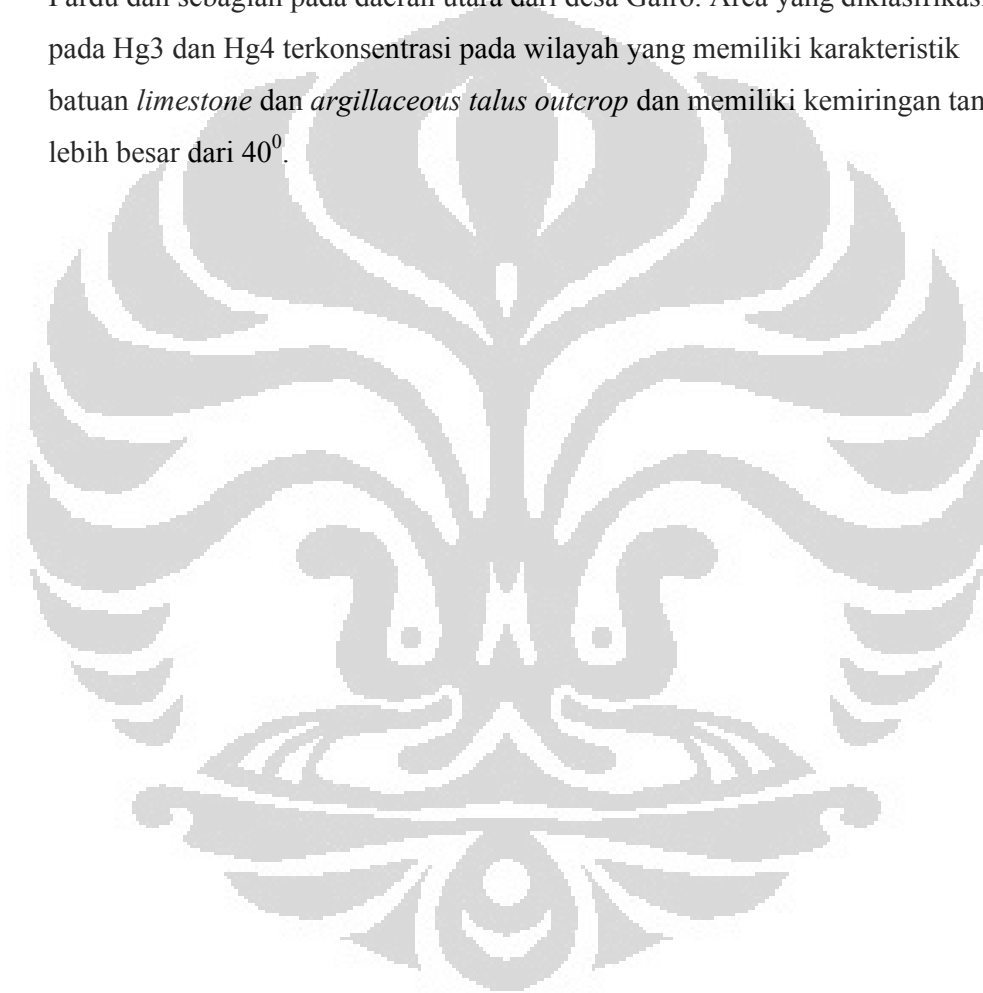 Pardu dan sebagian pada daerah utara dari desa Gairo. Area yang diklasifikasi
pada Hg3 dan Hg4 terkonsentrasi pada wilayah yang memiliki karakteristik
batuan limestone dan argillaceous talus outcrop dan memiliki kemiringan tan
lebih besar dari 40⁰.